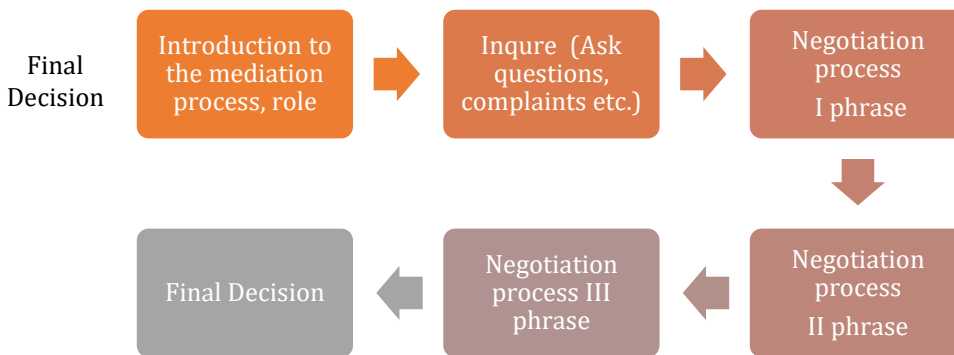 Final
Decision
Introduction to
the mediation
process, role
Inqure (Ask
questions,
complaints etc.)
Negotiation
process
I phrase
Negotiation
process
II phrase
Negotiation
process III
phrase
Final Decision